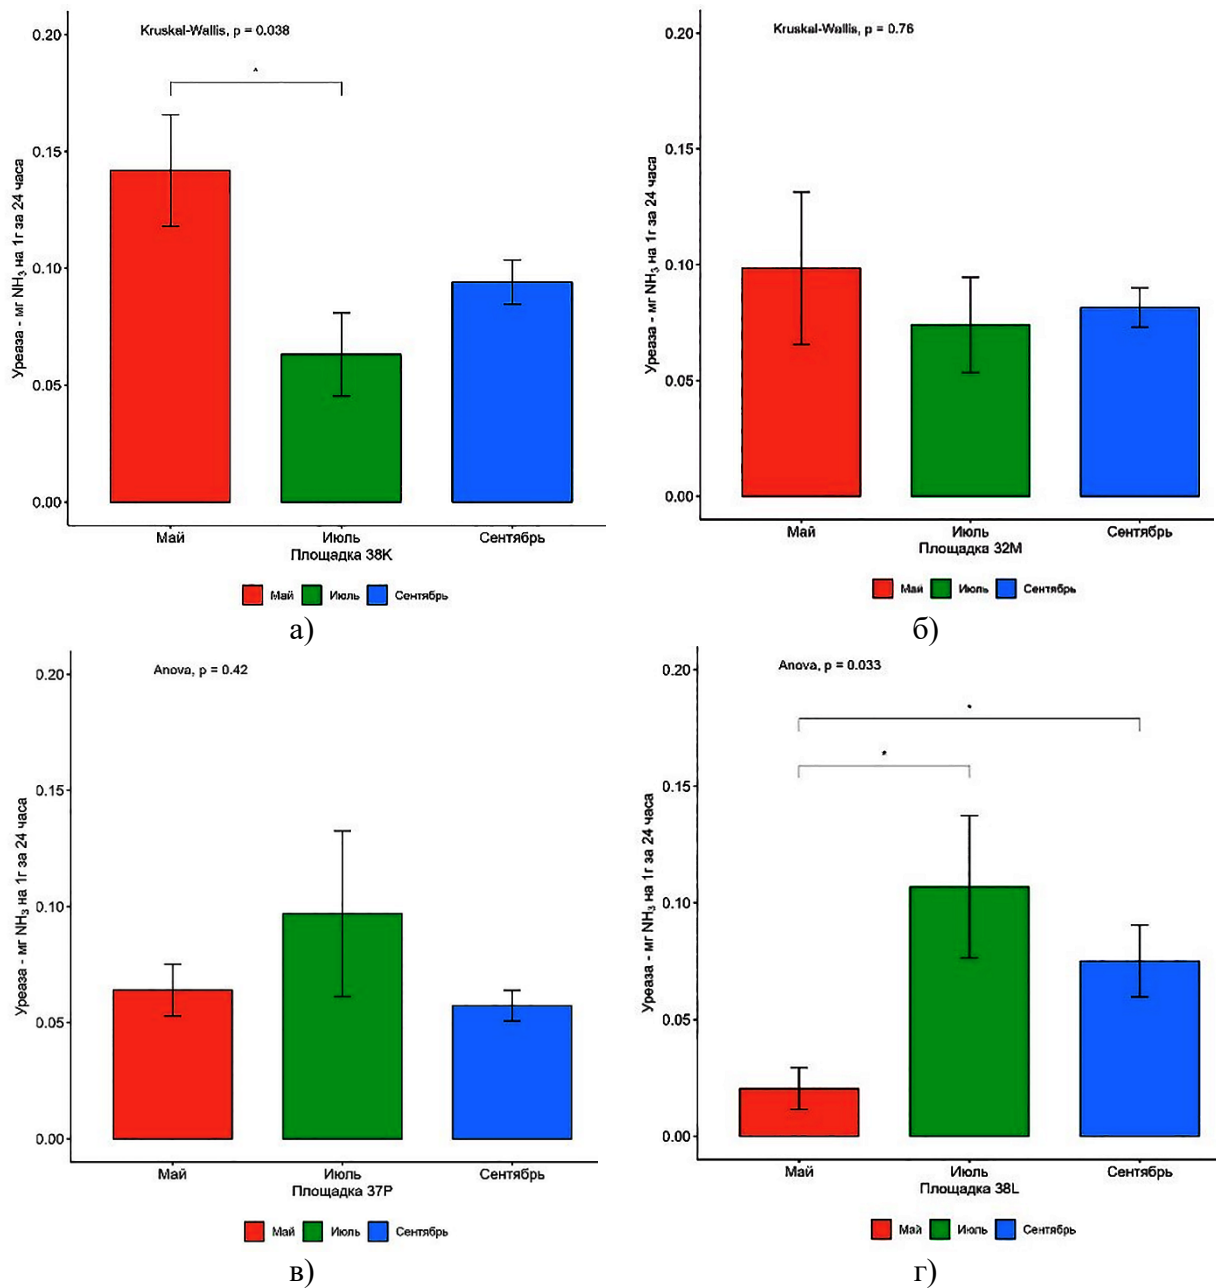 Kruskal-Wallis, p = 0.038
*
0.20
0.15
0.10
0.05
0.00
Уреаза - мг NH₃ на 1г за 24 часа
Май Июль Сентябрь
Площадка 38K
Май Июль Сентябрь
а)
Kruskal-Wallis, p = 0.76
0.20
0.15
0.10
0.05
0.00
Уреаза - мг NH₃ на 1г за 24 часа
Май Июль Сентябрь
Площадка 32M
Май Июль Сентябрь
б)
Anova, p = 0.42
0.20
0.15
0.10
0.05
0.00
Уреаза - мг NH₃ на 1г за 24 часа
Май Июль Сентябрь
Площадка 37P
Май Июль Сентябрь
в)
Anova, p = 0.033
*
*
0.20
0.15
0.10
0.05
0.00
Уреаза - мг NH₃ на 1г за 24 часа
Май Июль Сентябрь
Площадка 38L
Май Июль Сентябрь
г)